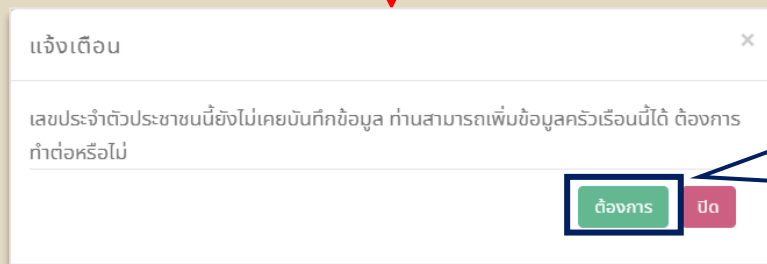 แจ้งเตือน ×
เลขประจำตัวประชาชนนี้ยังไม่เคยบันทึกข้อมูล ท่านสามารถเพิ่มข้อมูลครัวเรือนนี้ได้ ต้องการ
ทำต่อหรือไม่
ต้องการ ปิด